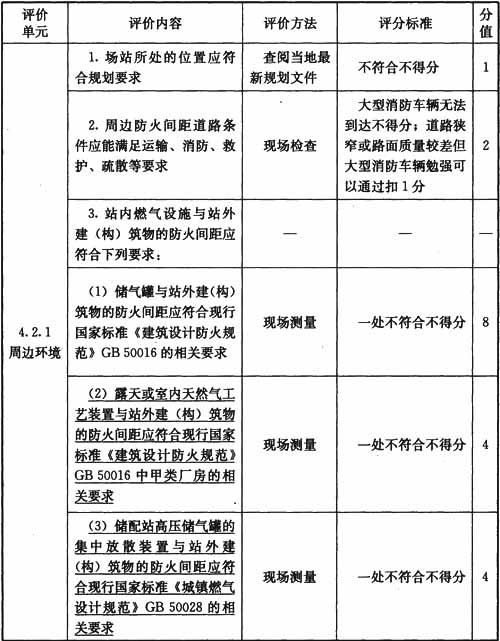 评价
单元
评价内容
评价方法
评分标准
分
值
4.2.1
周边环境
1. 场站所处的位置应符
合规划要求
查阅当地最
新规划文件
不符合不得分
1
2. 周边防火间距道路条
件应能满足运输、消防、救
护、疏散等要求
现场检查
大型消防车辆无法
到达不得分；道路狭
窄或路面质量较差但
大型消防车辆勉强可
以通过扣 1 分
2
3. 站内燃气设施与站外
建（构）筑物的防火间距应
符合下列要求：
—
—
—
（1）储气罐与站外建（构）
筑物的防火间距应符合现行
国家标准《建筑设计防火规
范》GB 50016 的相关要求
现场测量
一处不符合不得分
8
（2）露天或室内天然气工
艺装置与站外建（构）筑物
的防火间距应符合现行国家
标准《建筑设计防火规范》
GB 50016 中甲类厂房的相
关要求
现场测量
一处不符合不得分
4
（3）储配站高压储气罐的
集中放散装置与站外建
（构）筑物的防火间距应符
合现行国家标准《城镇燃气
设计规范》GB 50028 的相
关要求
现场测量
一处不符合不得分
4